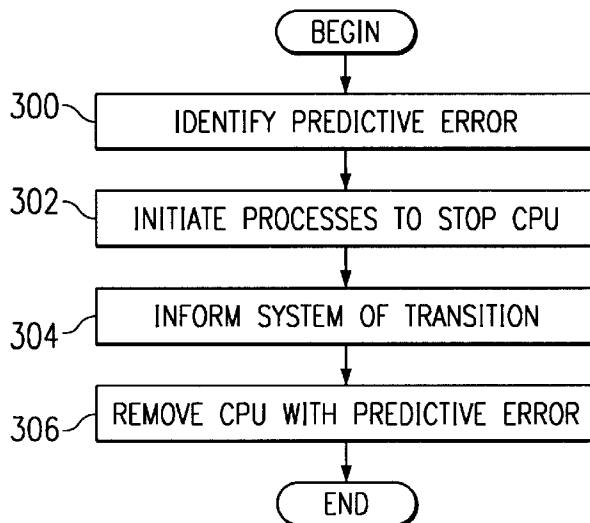 BEGIN
300
IDENTIFY PREDICTIVE ERROR
302
INITIATE PROCESSES TO STOP CPU
304
INFORM SYSTEM OF TRANSITION
306
REMOVE CPU WITH PREDICTIVE ERROR
END